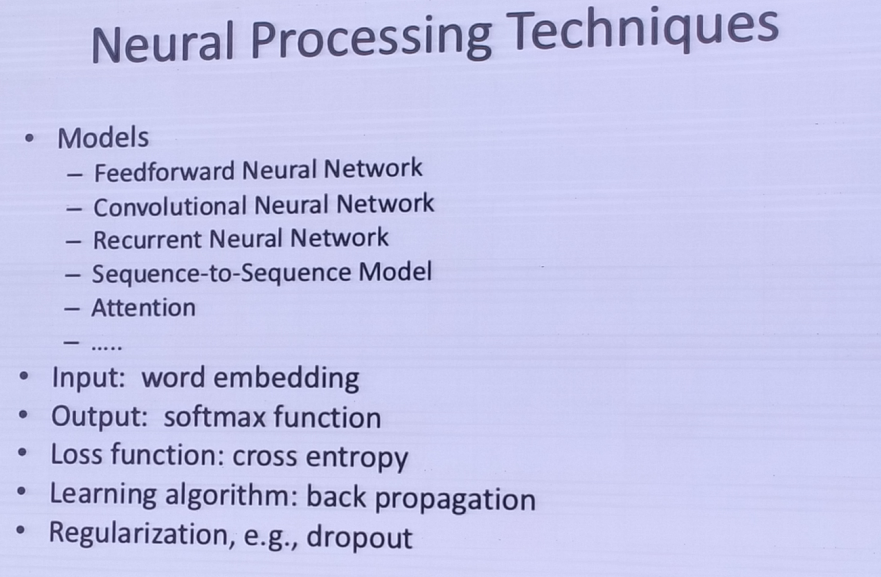 Neural Processing Techniques
• Models
– Feedforward Neural Network
– Convolutional Neural Network
– Recurrent Neural Network
– Sequence-to-Sequence Model
– Attention
– .....
• Input: word embedding
• Output: softmax function
• Loss function: cross entropy
• Learning algorithm: back propagation
• Regularization, e.g., dropout